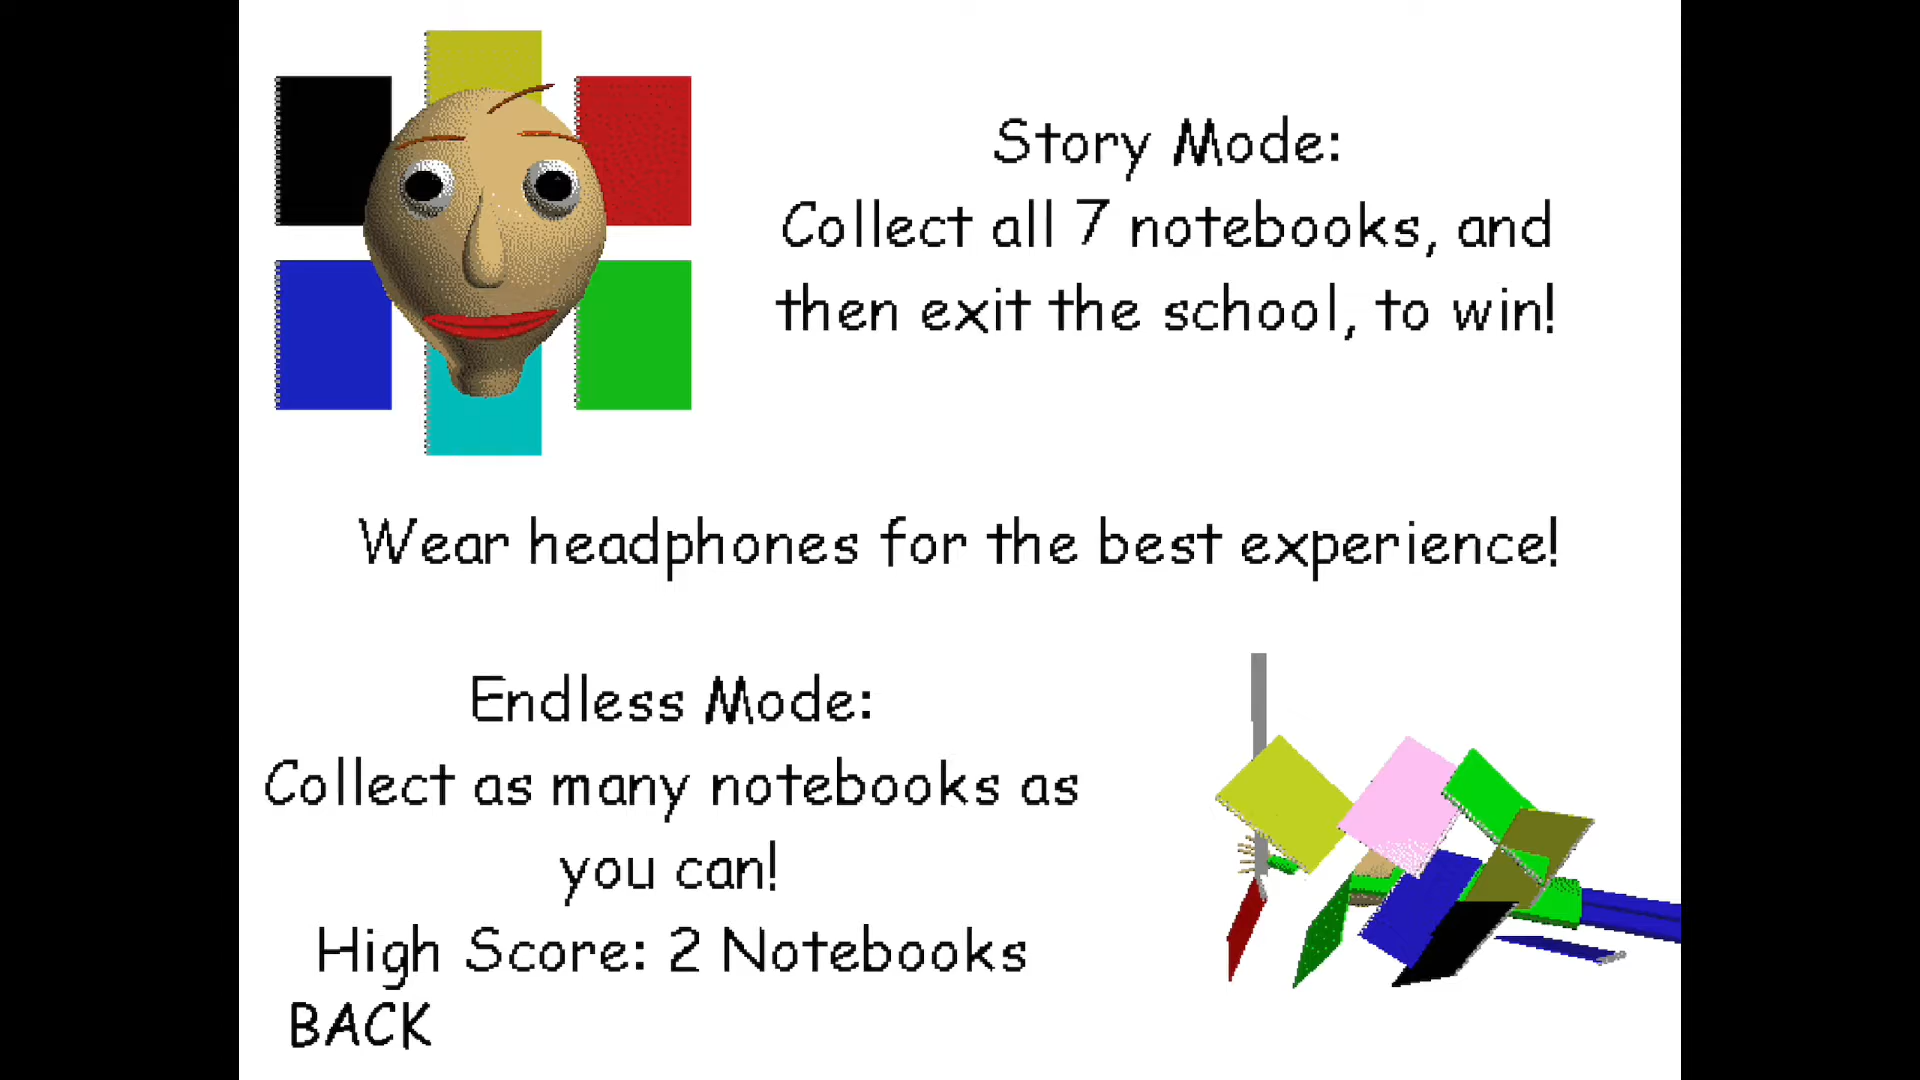 Story Mode:
Collect all 7 notebooks, and
then exit the school, to win!
Wear headphones for the best experience!
Endless Mode:
Collect as many notebooks as
you can!
High Score: 2 Notebooks
BACK